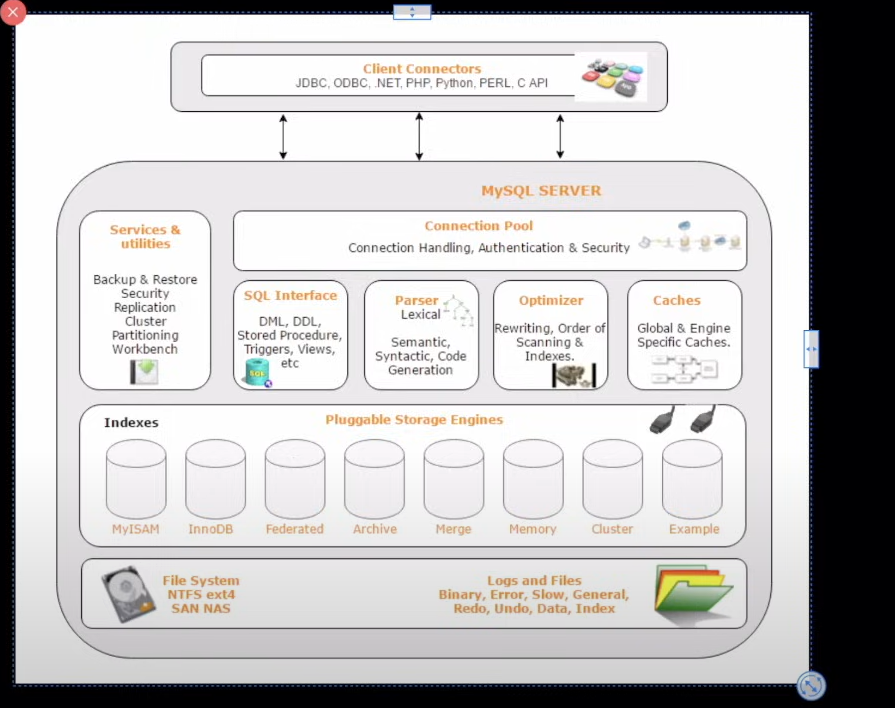 Client Connectors
JDBC, ODBC, .NET, PHP, Python, PERL, C API
MySQL SERVER
Services &
utilities
Backup & Restore
Security
Replication
Cluster
Partitioning
Workbench
Connection Pool
Connection Handling, Authentication & Security
SQL Interface
DML, DDL,
Stored Procedure,
Triggers, Views,
etc
SQL
Parser
Lexical
Semantic,
Syntactic, Code
Generation
Optimizer
Rewriting, Order of
Scanning &
Indexes.
Caches
Global & Engine
Specific Caches.
Indexes
Pluggable Storage Engines
MyISAM
InnoDB
Federated
Archive
Merge
Memory
Cluster
Example
File System
NTFS ext4
SAN NAS
Logs and Files
Binary, Error, Slow, General,
Redo, Undo, Data, Index